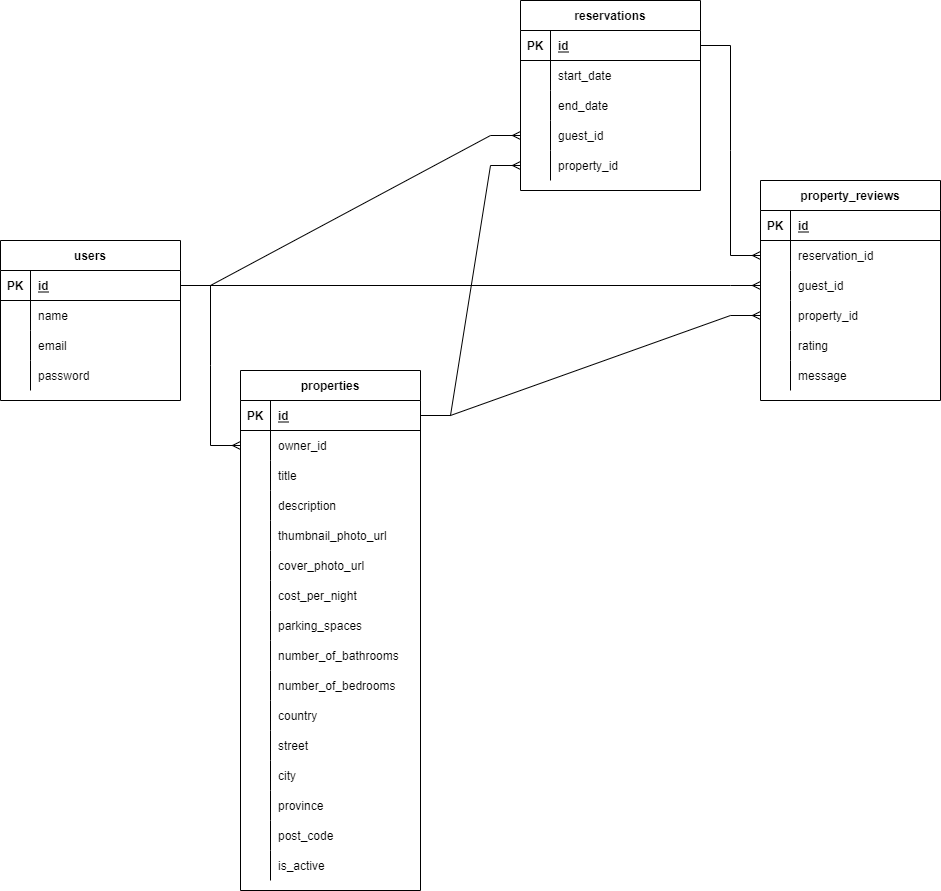 reservations
PK id
start_date
end_date
guest_id
property_id
property_reviews
PK id
reservation_id
guest_id
property_id
rating
message
users
PK id
name
email
password
properties
PK id
owner_id
title
description
thumbnail_photo_url
cover_photo_url
cost_per_night
parking_spaces
number_of_bathrooms
number_of_bedrooms
country
street
city
province
post_code
is_active